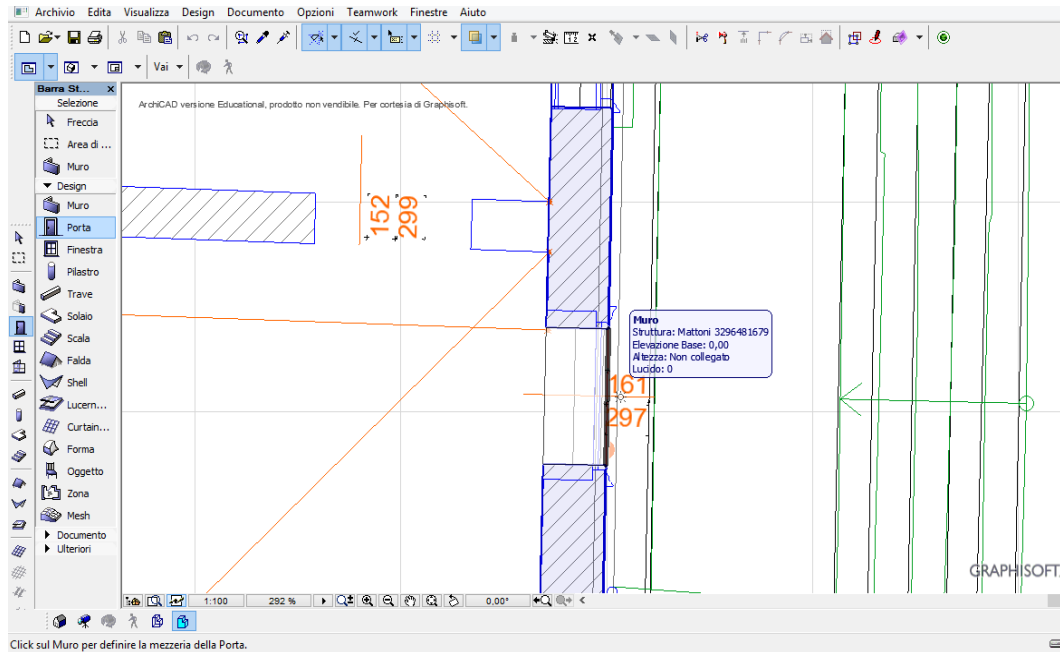 Archivio Edita Visualizza Design Documento Opzioni Teamwork Finestre Aiuto
Vai
Barra St... x
Selezione
Freccia
Area di ...
Muro
Design
Muro
Porta
Finestra
Pilastro
Trave
Solaio
Scala
Falda
Shell
Lucern...
Curtain...
Forma
Oggetto
Zona
Mesh
Documento
Ulteriori
ArchiCAD versione Educational, prodotto non vendibile. Per cortesia di Graphisoft.
152
299
Muro
Struttura: Mattoni 3296481679
Elevazione Base: 0,00
Altezza: Non collegato
Lucido: 0
161
297
GRAPHISOFT.
1:100 292 % 0,00°
Click sul Muro per definire la mezzeria della Porta.